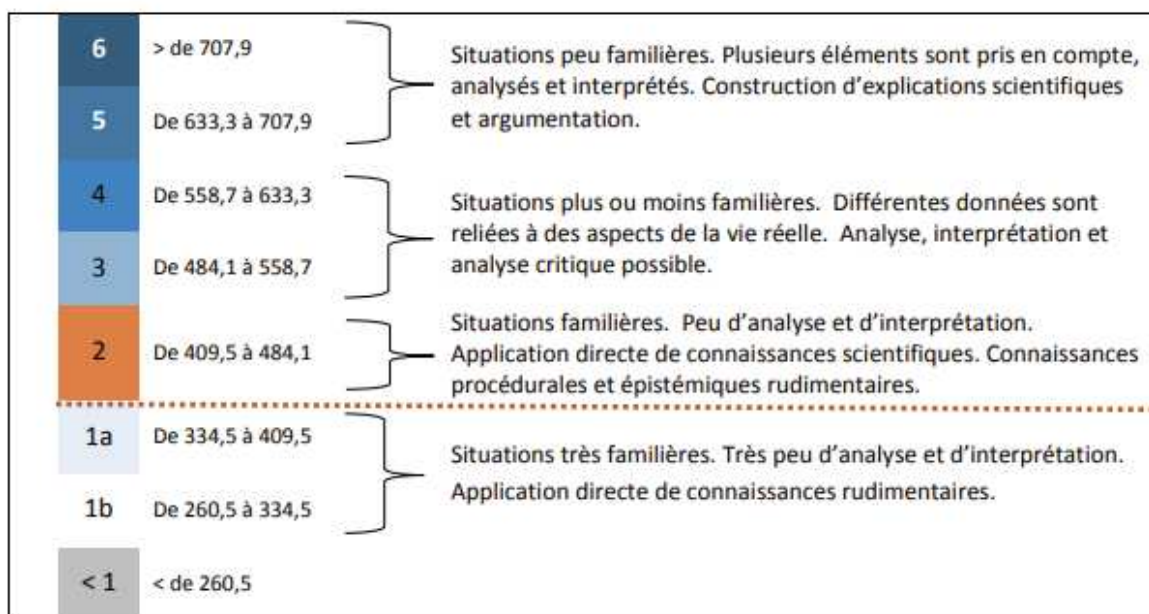 6 > de 707,9
5 De 633,3 à 707,9
Situations peu familières. Plusieurs éléments sont pris en compte,
analysés et interprétés. Construction d'explications scientifiques
et argumentation.
4 De 558,7 à 633,3
3 De 484,1 à 558,7
Situations plus ou moins familières. Différentes données sont
reliées à des aspects de la vie réelle. Analyse, interprétation et
analyse critique possible.
2 De 409,5 à 484,1
Situations familières. Peu d'analyse et d'interprétation.
Application directe de connaissances scientifiques. Connaissances
procédurales et épistémiques rudimentaires.
1a De 334,5 à 409,5
1b De 260,5 à 334,5
Situations très familières. Très peu d'analyse et d'interprétation.
Application directe de connaissances rudimentaires.
< 1 < de 260,5